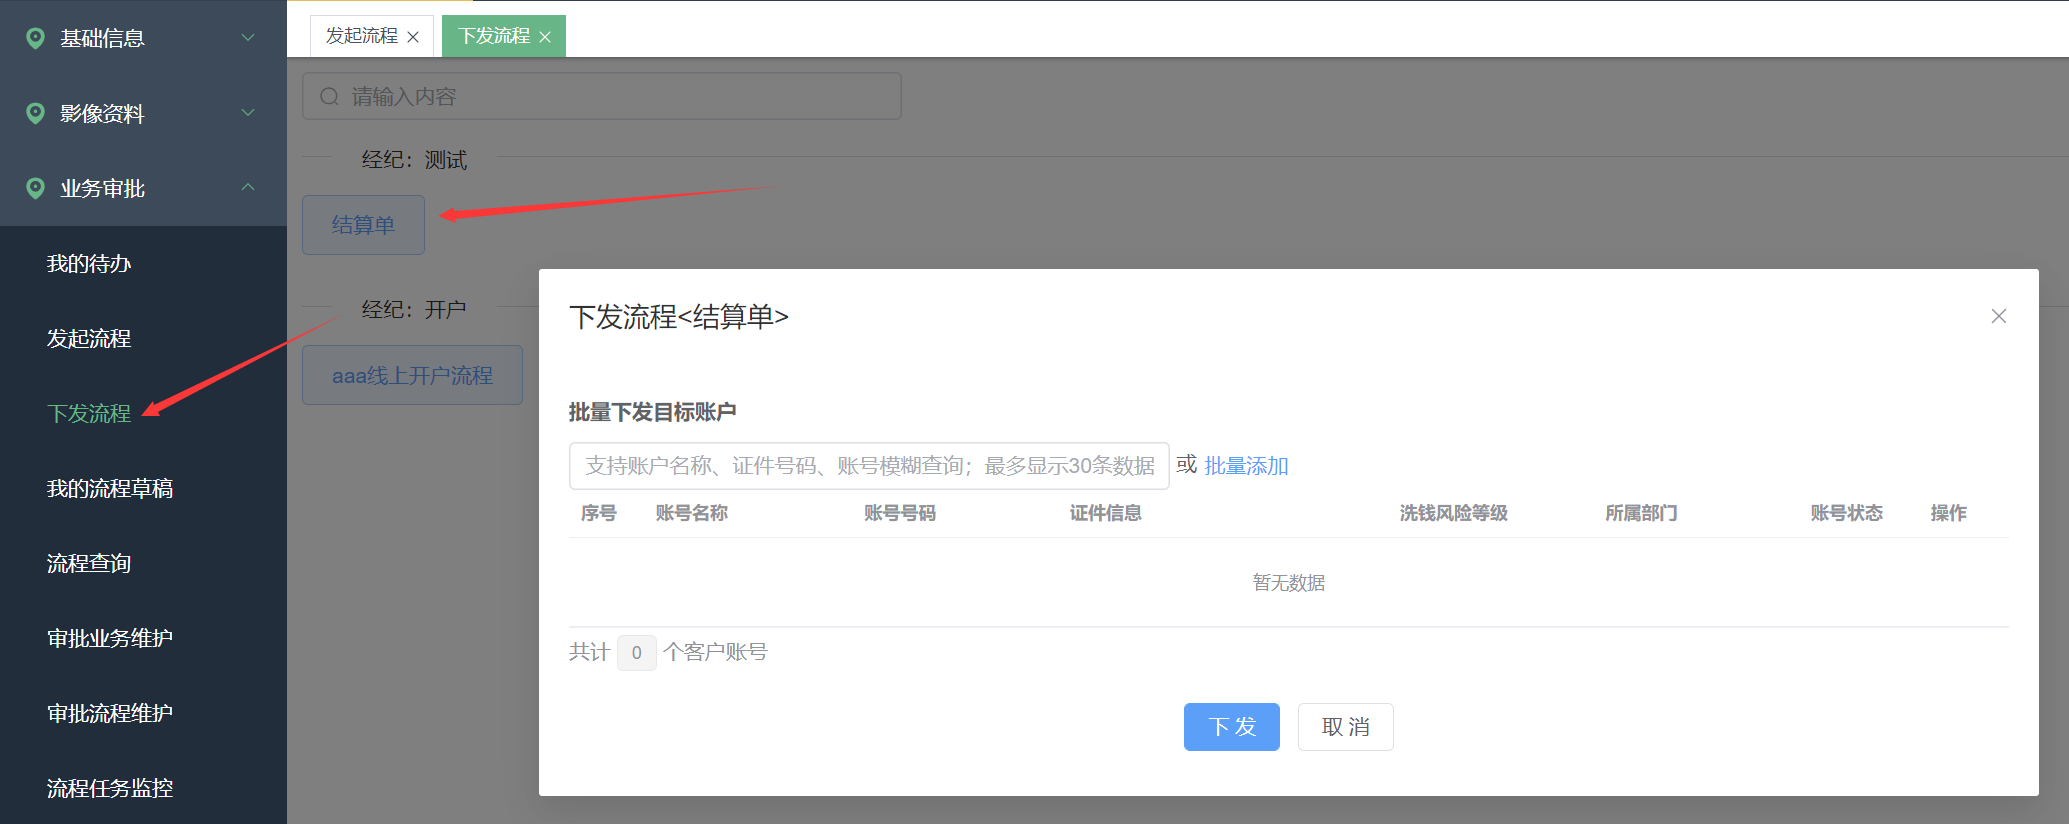 基础信息
影像资料
业务审批
我的待办
发起流程
下发流程
我的流程草稿
流程查询
审批业务维护
审批流程维护
流程任务监控
发起流程 下发流程
请输入内容
经纪：测试
结算单
经纪：开户
aaa线上开户流程
下发流程<结算单>
批量下发目标账户
支持账户名称、证件号码、账号模糊查询；最多显示30条数据 或 批量添加
序号 账号名称 账号号码 证件信息 洗钱风险等级 所属部门 账号状态 操作
暂无数据
共计 0 个客户账号
下 发 取 消